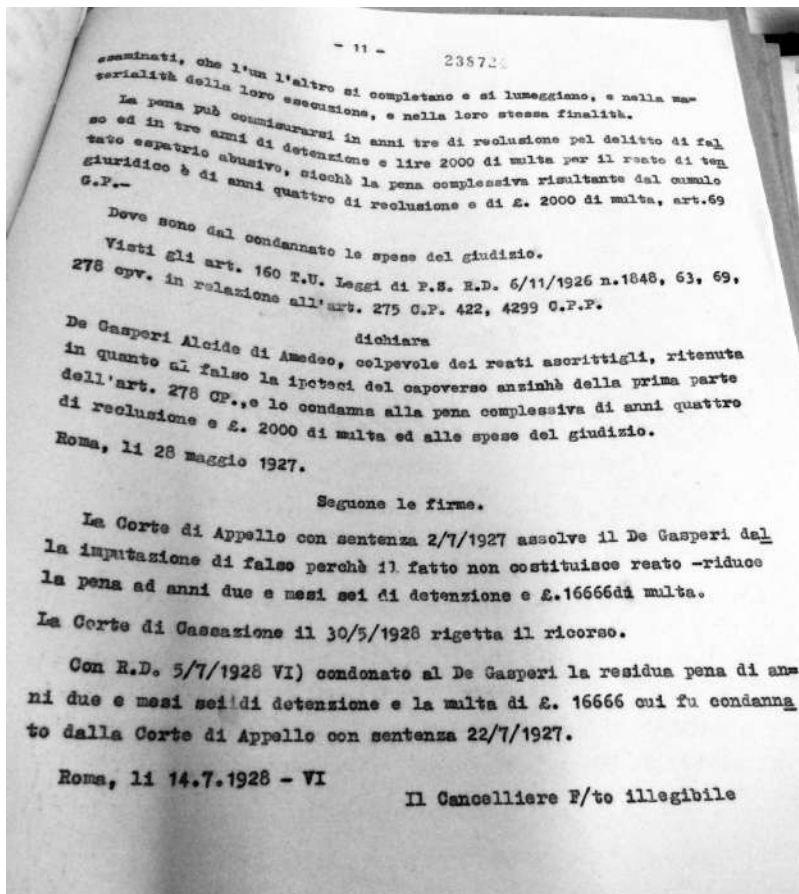 - 11 -
23872
esaminati, che l'un l'altro si completano e si lumeggiano, e nella ma=
terialità della loro esecuzione, e nella loro stessa finalità.
La pena può commisurarsi in anni tre di reclusione pel delitto di fal
so ed in tre anni di detenzione e lire 2000 di multa per il reato di ten
tato espatrio abusivo, sicchè la pena complessiva risultante dal cumulo
giuridico è di anni quattro di reclusione e di £. 2000 di multa, art.69
C.P.-
Dove sono dal condannato le spese del giudizio.
Visti gli art. 160 T.U. Leggi di P.S. R.D. 6/11/1926 n.1848, 63, 69,
278 cpv. in relazione all'art. 275 C.P. 422, 4299 C.P.P.
dichiara
De Gasperi Alcide di Amedeo, colpevole dei reati ascrittigli, ritenuta
in quanto al falso la ipotesi del capoverso anzinhè della prima parte
dell'art. 278 CP.,e lo condanna alla pena complessiva di anni quattro
di reclusione e £. 2000 di multa ed alle spese del giudizio.
Roma, li 28 maggio 1927.
Seguone le firme.
La Corte di Appello con sentenza 2/7/1927 assolve il De Gasperi dal
la imputazione di falso perchè il fatto non costituisce reato -riduce
la pena ad anni due e mesi sei di detenzione e £.16666di multa.
La Corte di Cassazione il 30/5/1928 rigetta il ricorso.
Con R.D. 5/7/1928 VI) condonato al De Gasperi la residua pena di an=
ni due e mesi sei di detenzione e la multa di £. 16666 cui fu condanna
to dalla Corte di Appello con sentenza 22/7/1927.
Roma, li 14.7.1928 - VI
Il Cancelliere F/to illegibile